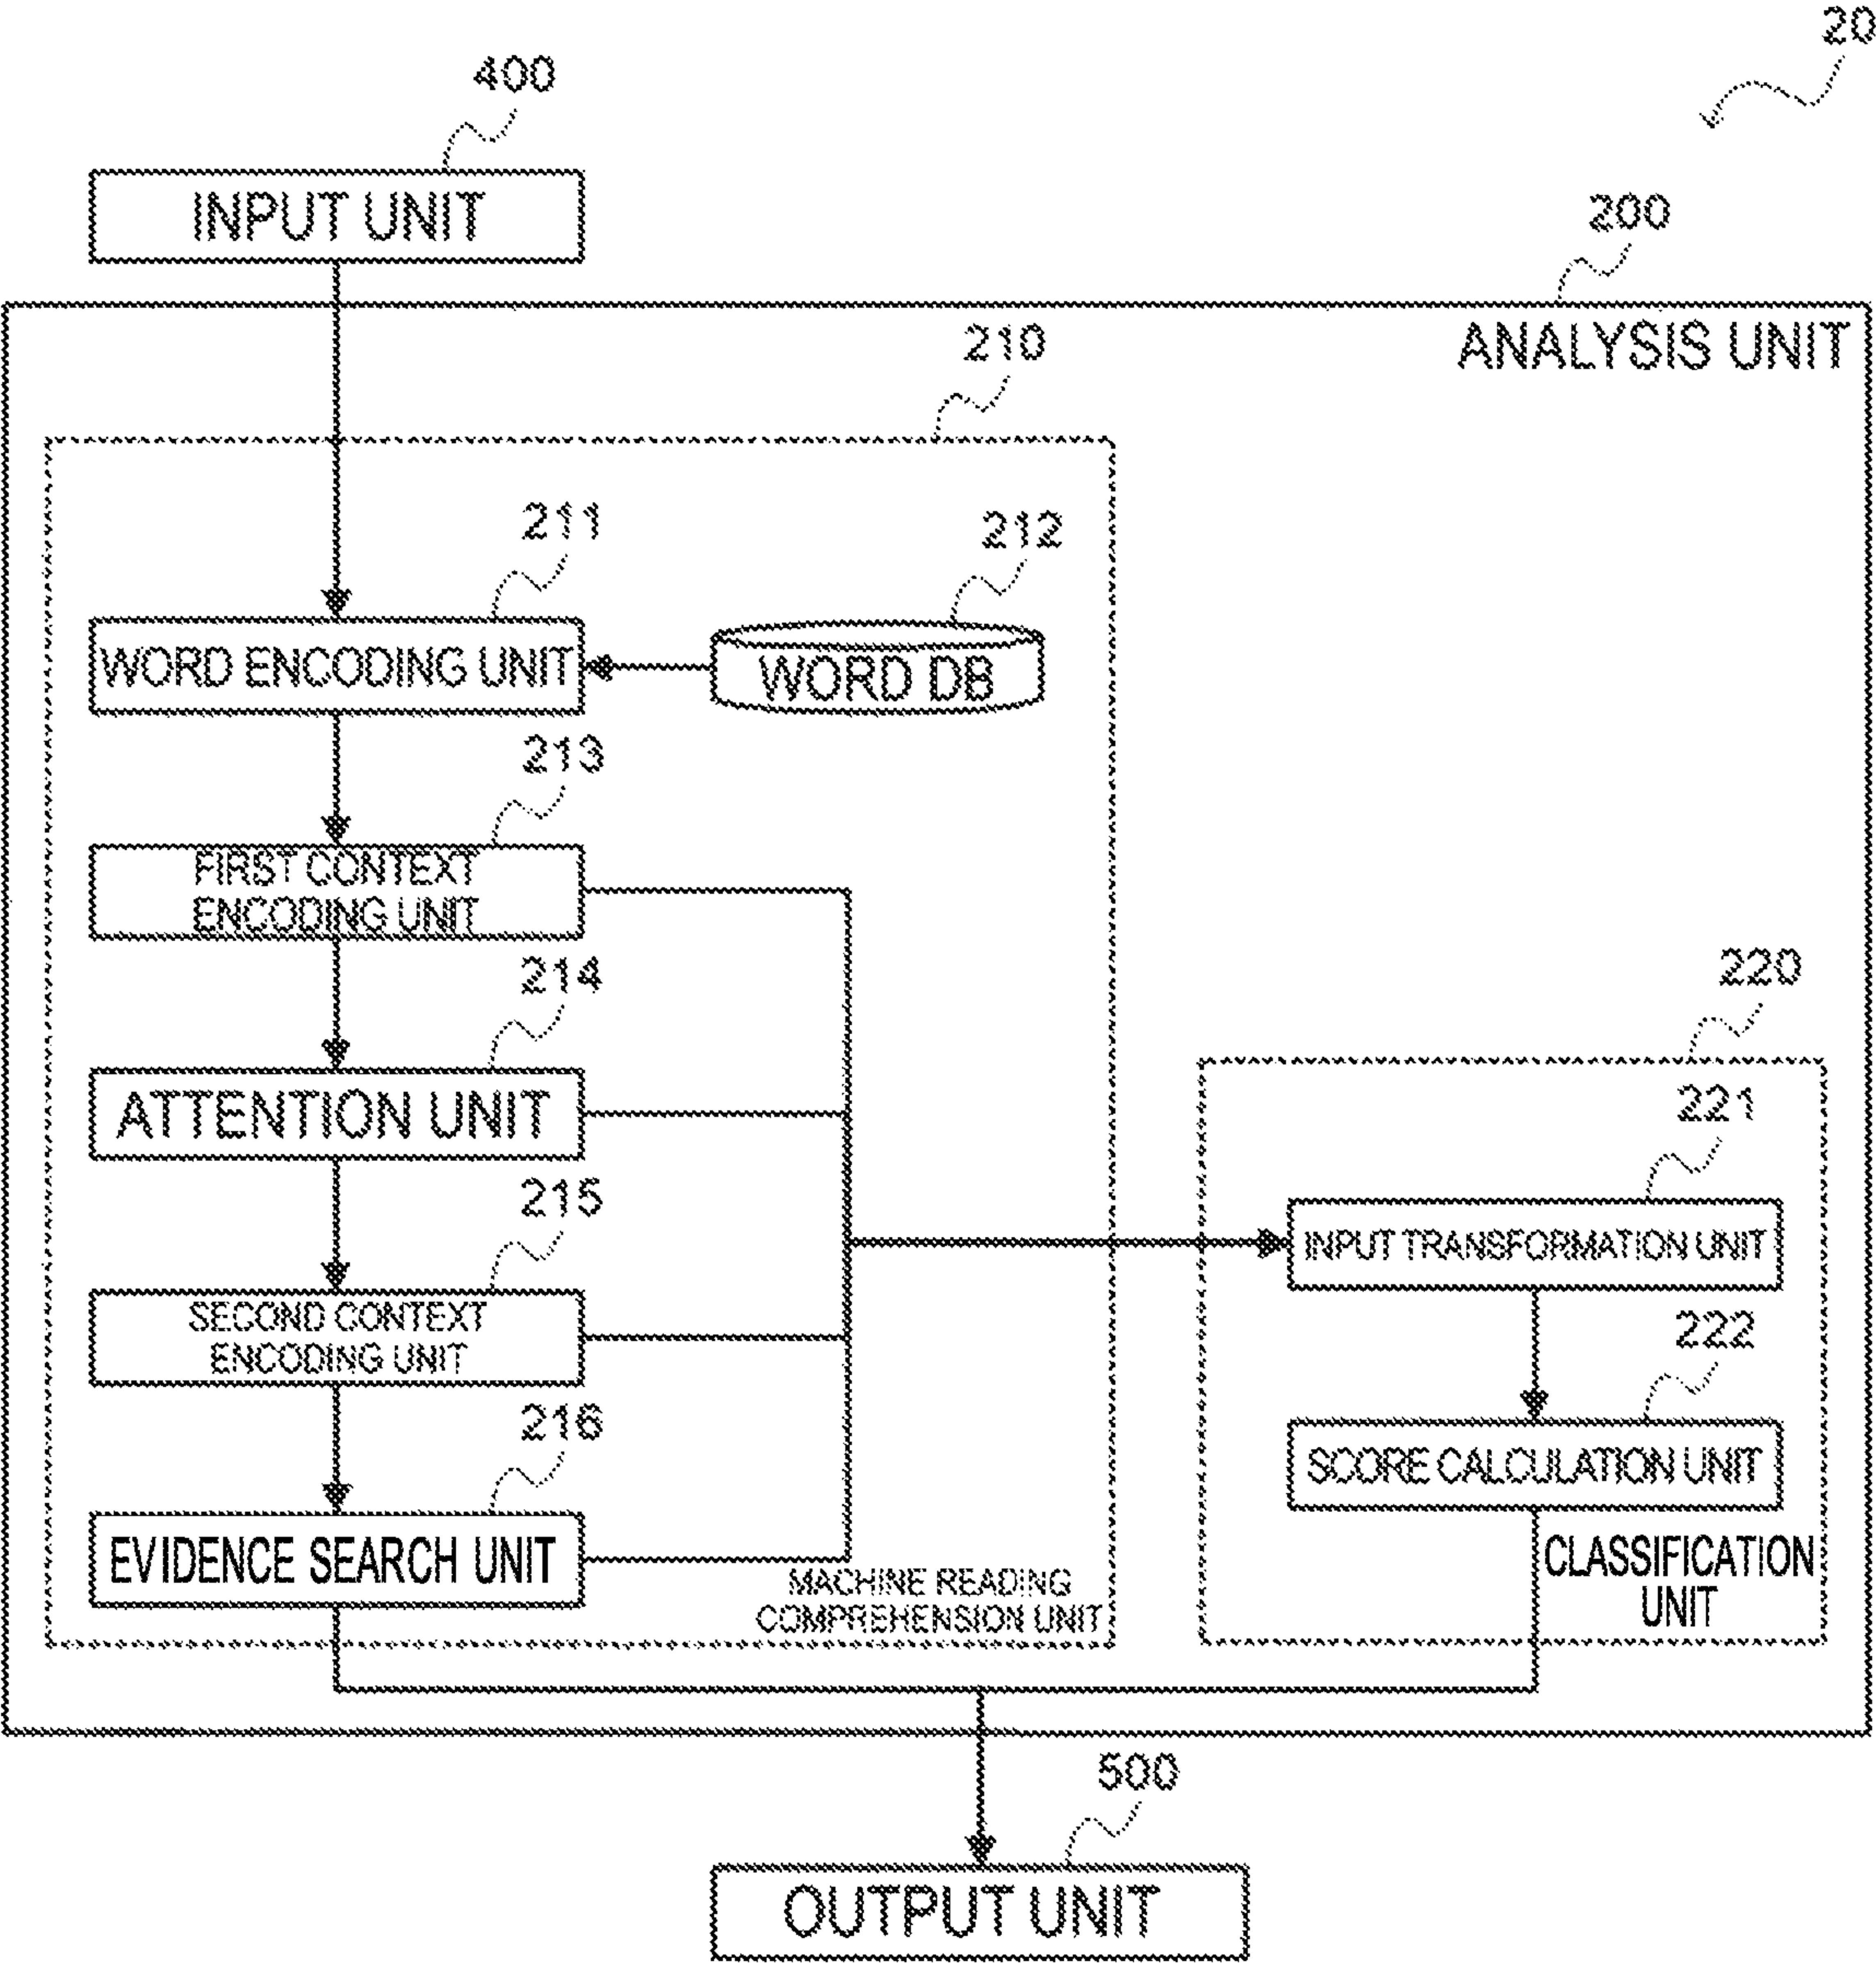 20
400
INPUT UNIT
200
ANALYSIS UNIT
210
211
212
WORD ENCODING UNIT
WORD DB
213
FIRST CONTEXT
ENCODING UNIT
214
ATTENTION UNIT
215
SECOND CONTEXT
ENCODING UNIT
216
EVIDENCE SEARCH UNIT
MACHINE READING
COMPREHENSION UNIT
220
221
INPUT TRANSFORMATION UNIT
222
SCORE CALCULATION UNIT
CLASSIFICATION
UNIT
500
OUTPUT UNIT